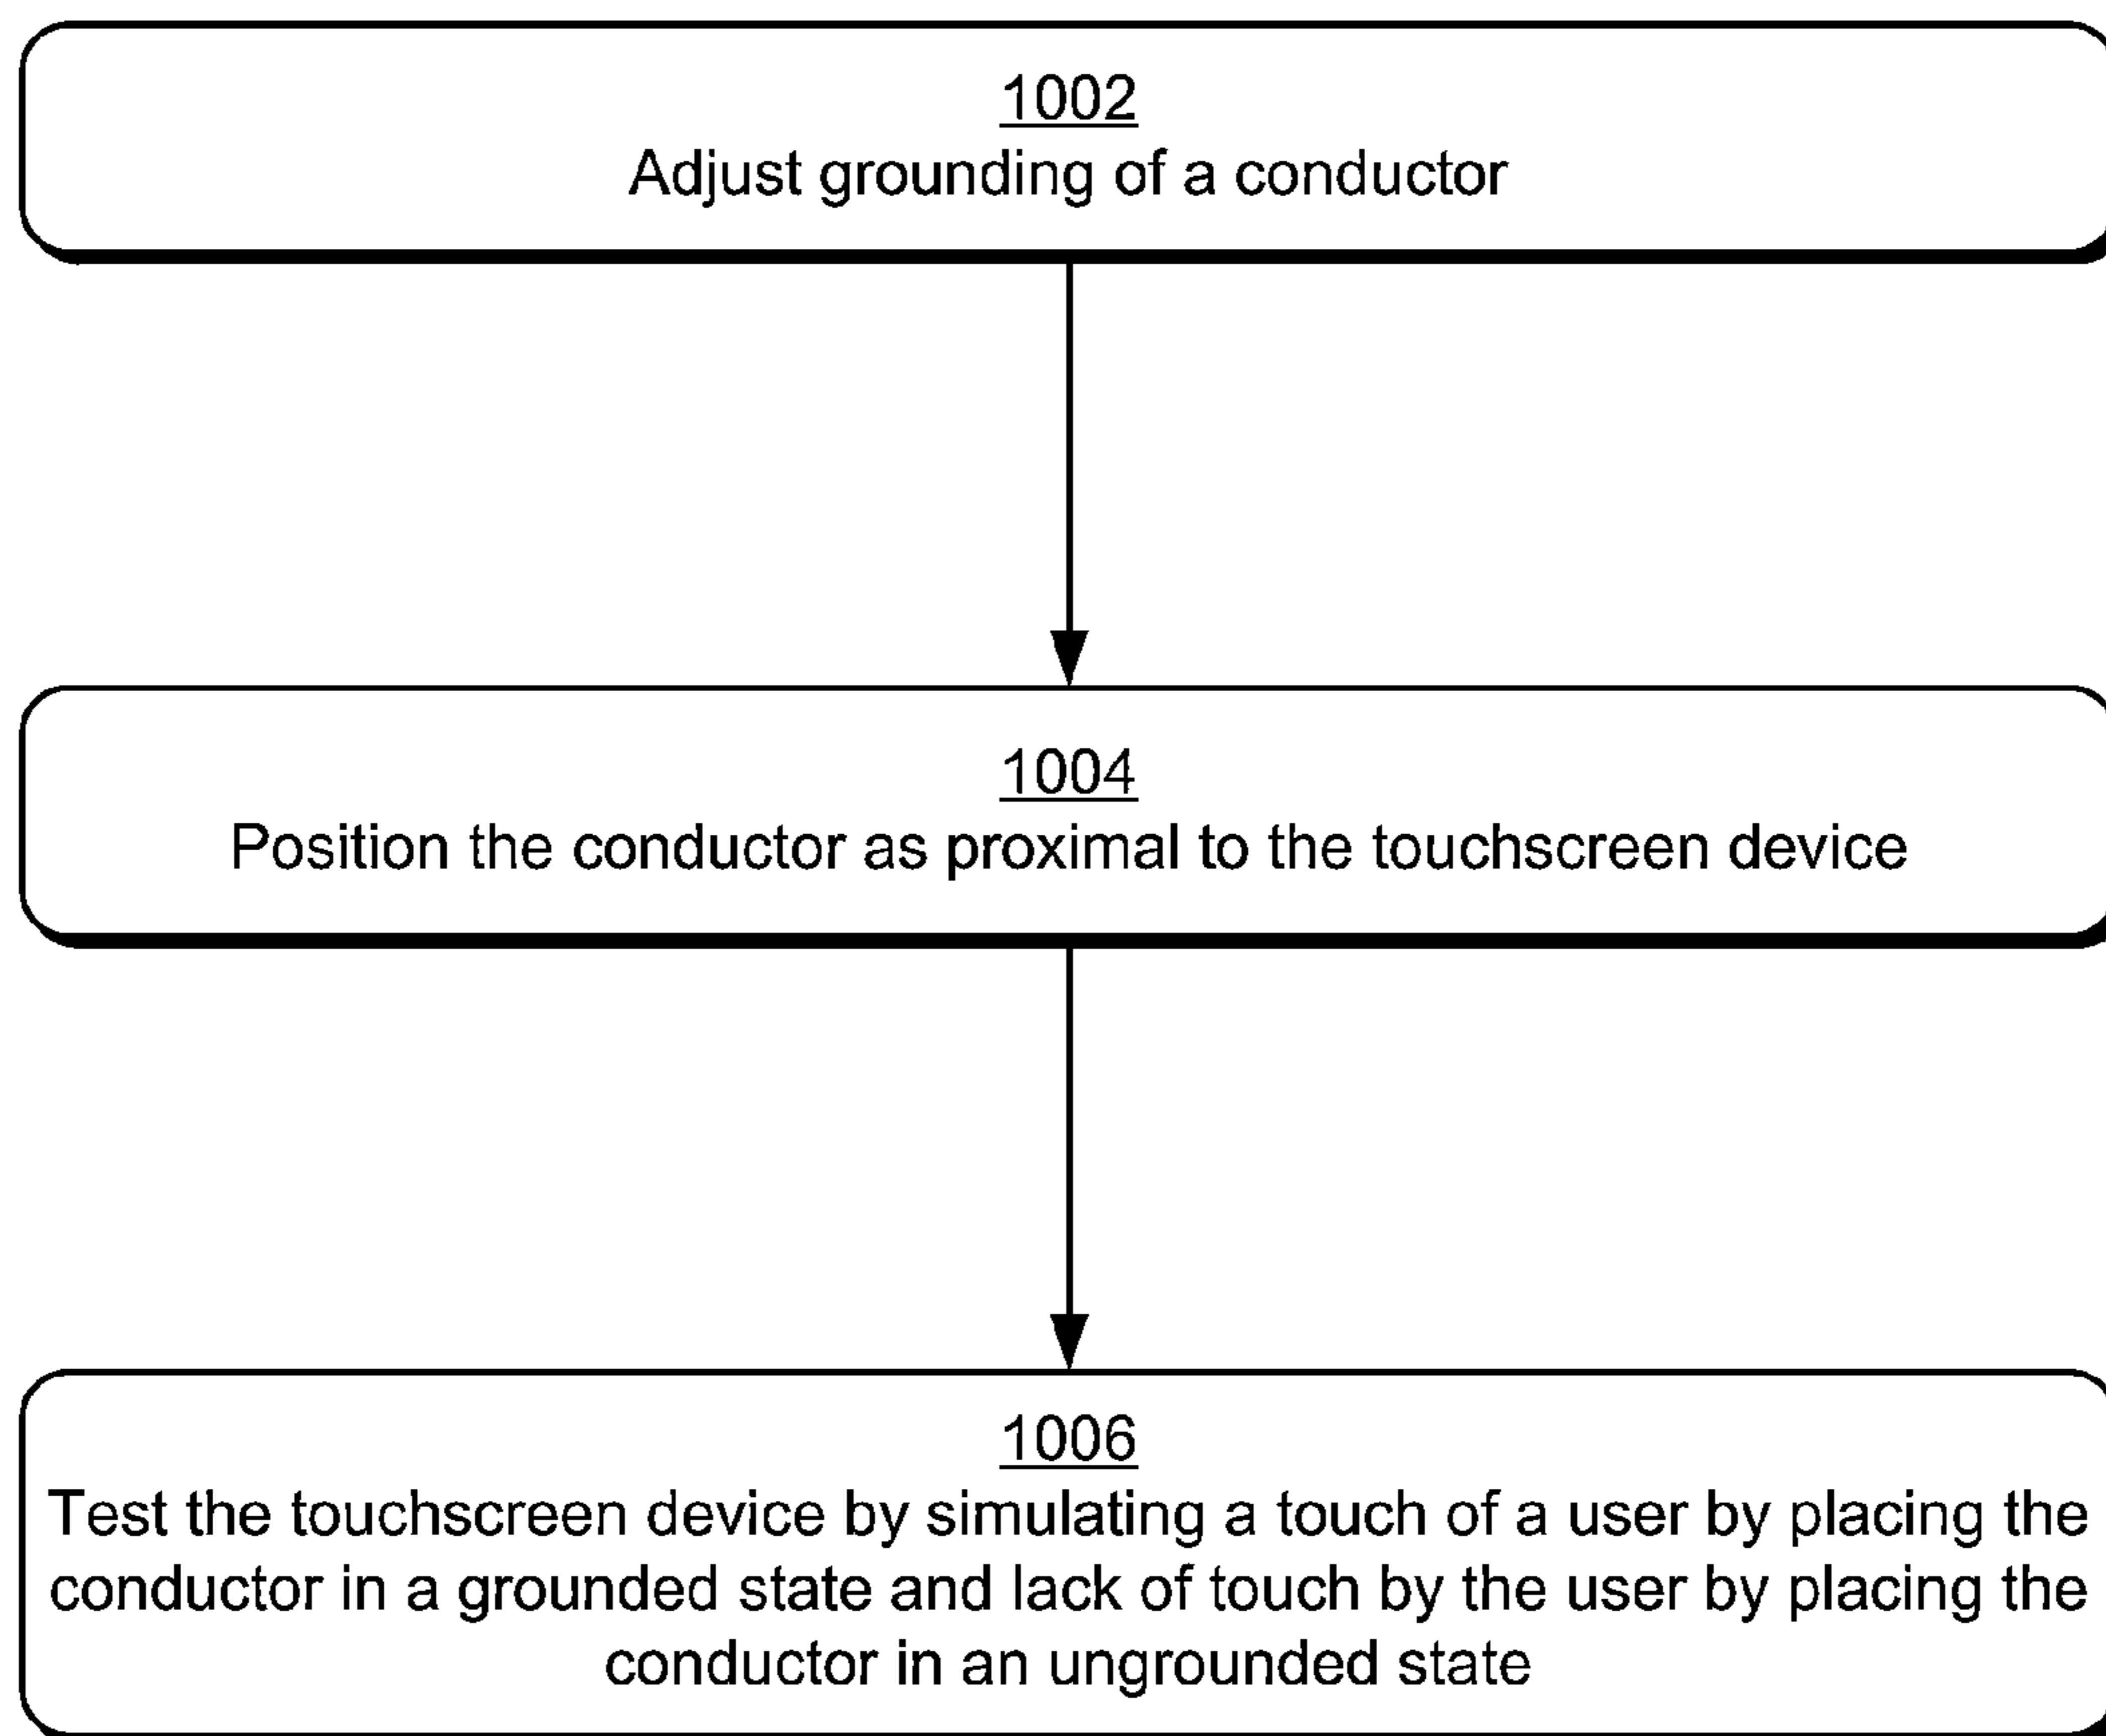 1002
Adjust grounding of a conductor
1004
Position the conductor as proximal to the touchscreen device
1006
Test the touchscreen device by simulating a touch of a user by placing the
conductor in a grounded state and lack of touch by the user by placing the
conductor in an ungrounded state